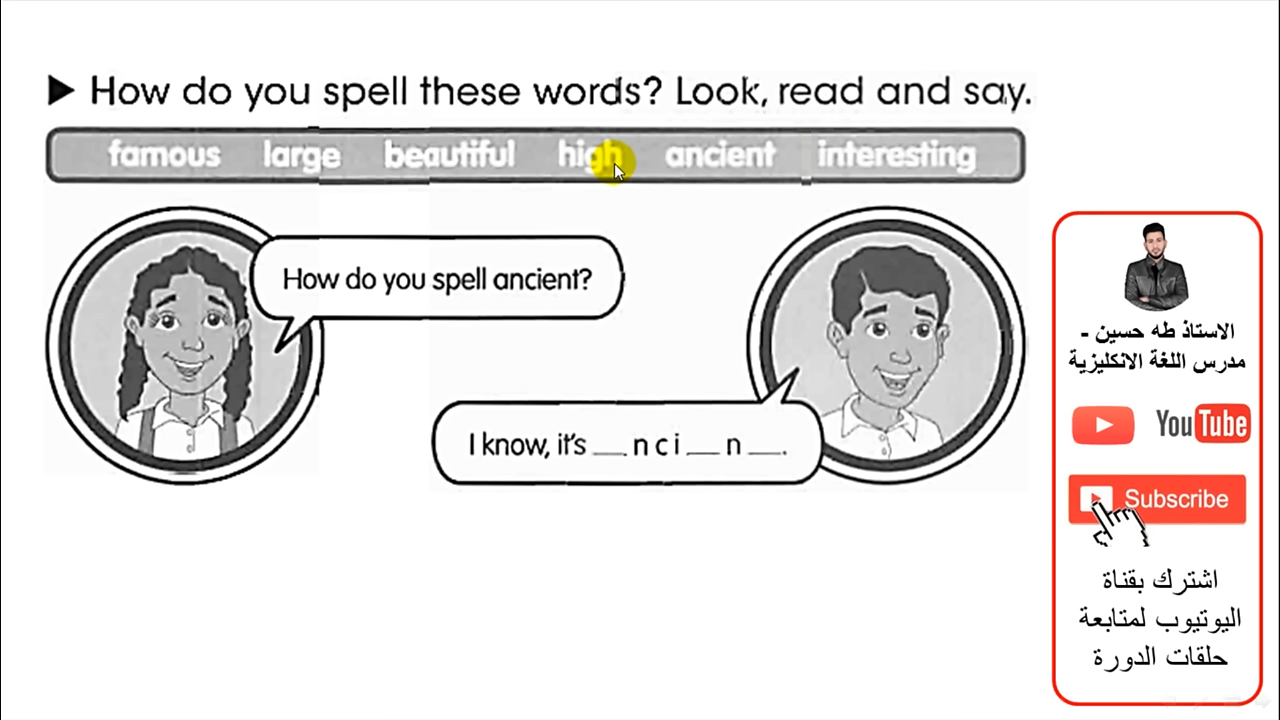 ► How do you spell these words? Look, read and say.
famous large beautiful high ancient interesting
How do you spell ancient?
I know, it's __ n c i __ n __.
الاستاذ طه حسين -
مدرس اللغة الانكليزية
YouTube
Subscribe
اشترك بقناة
اليوتيوب لمتابعة
حلقات الدورة